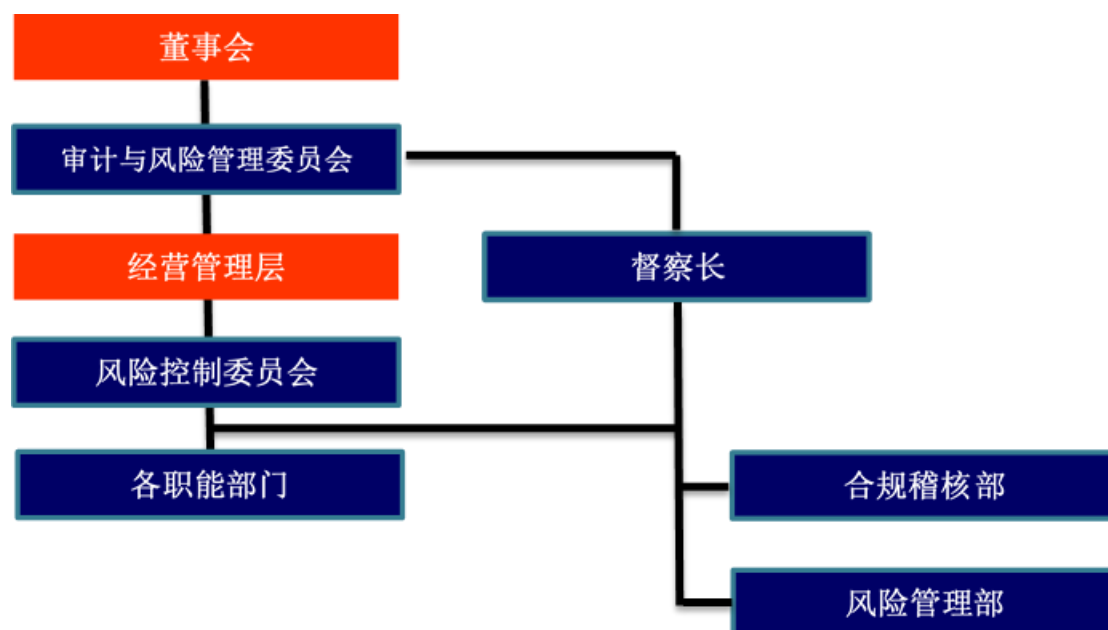 董事会
审计与风险管理委员会
经营管理层
督察长
风险控制委员会
各职能部门
合规稽核部
风险管理部